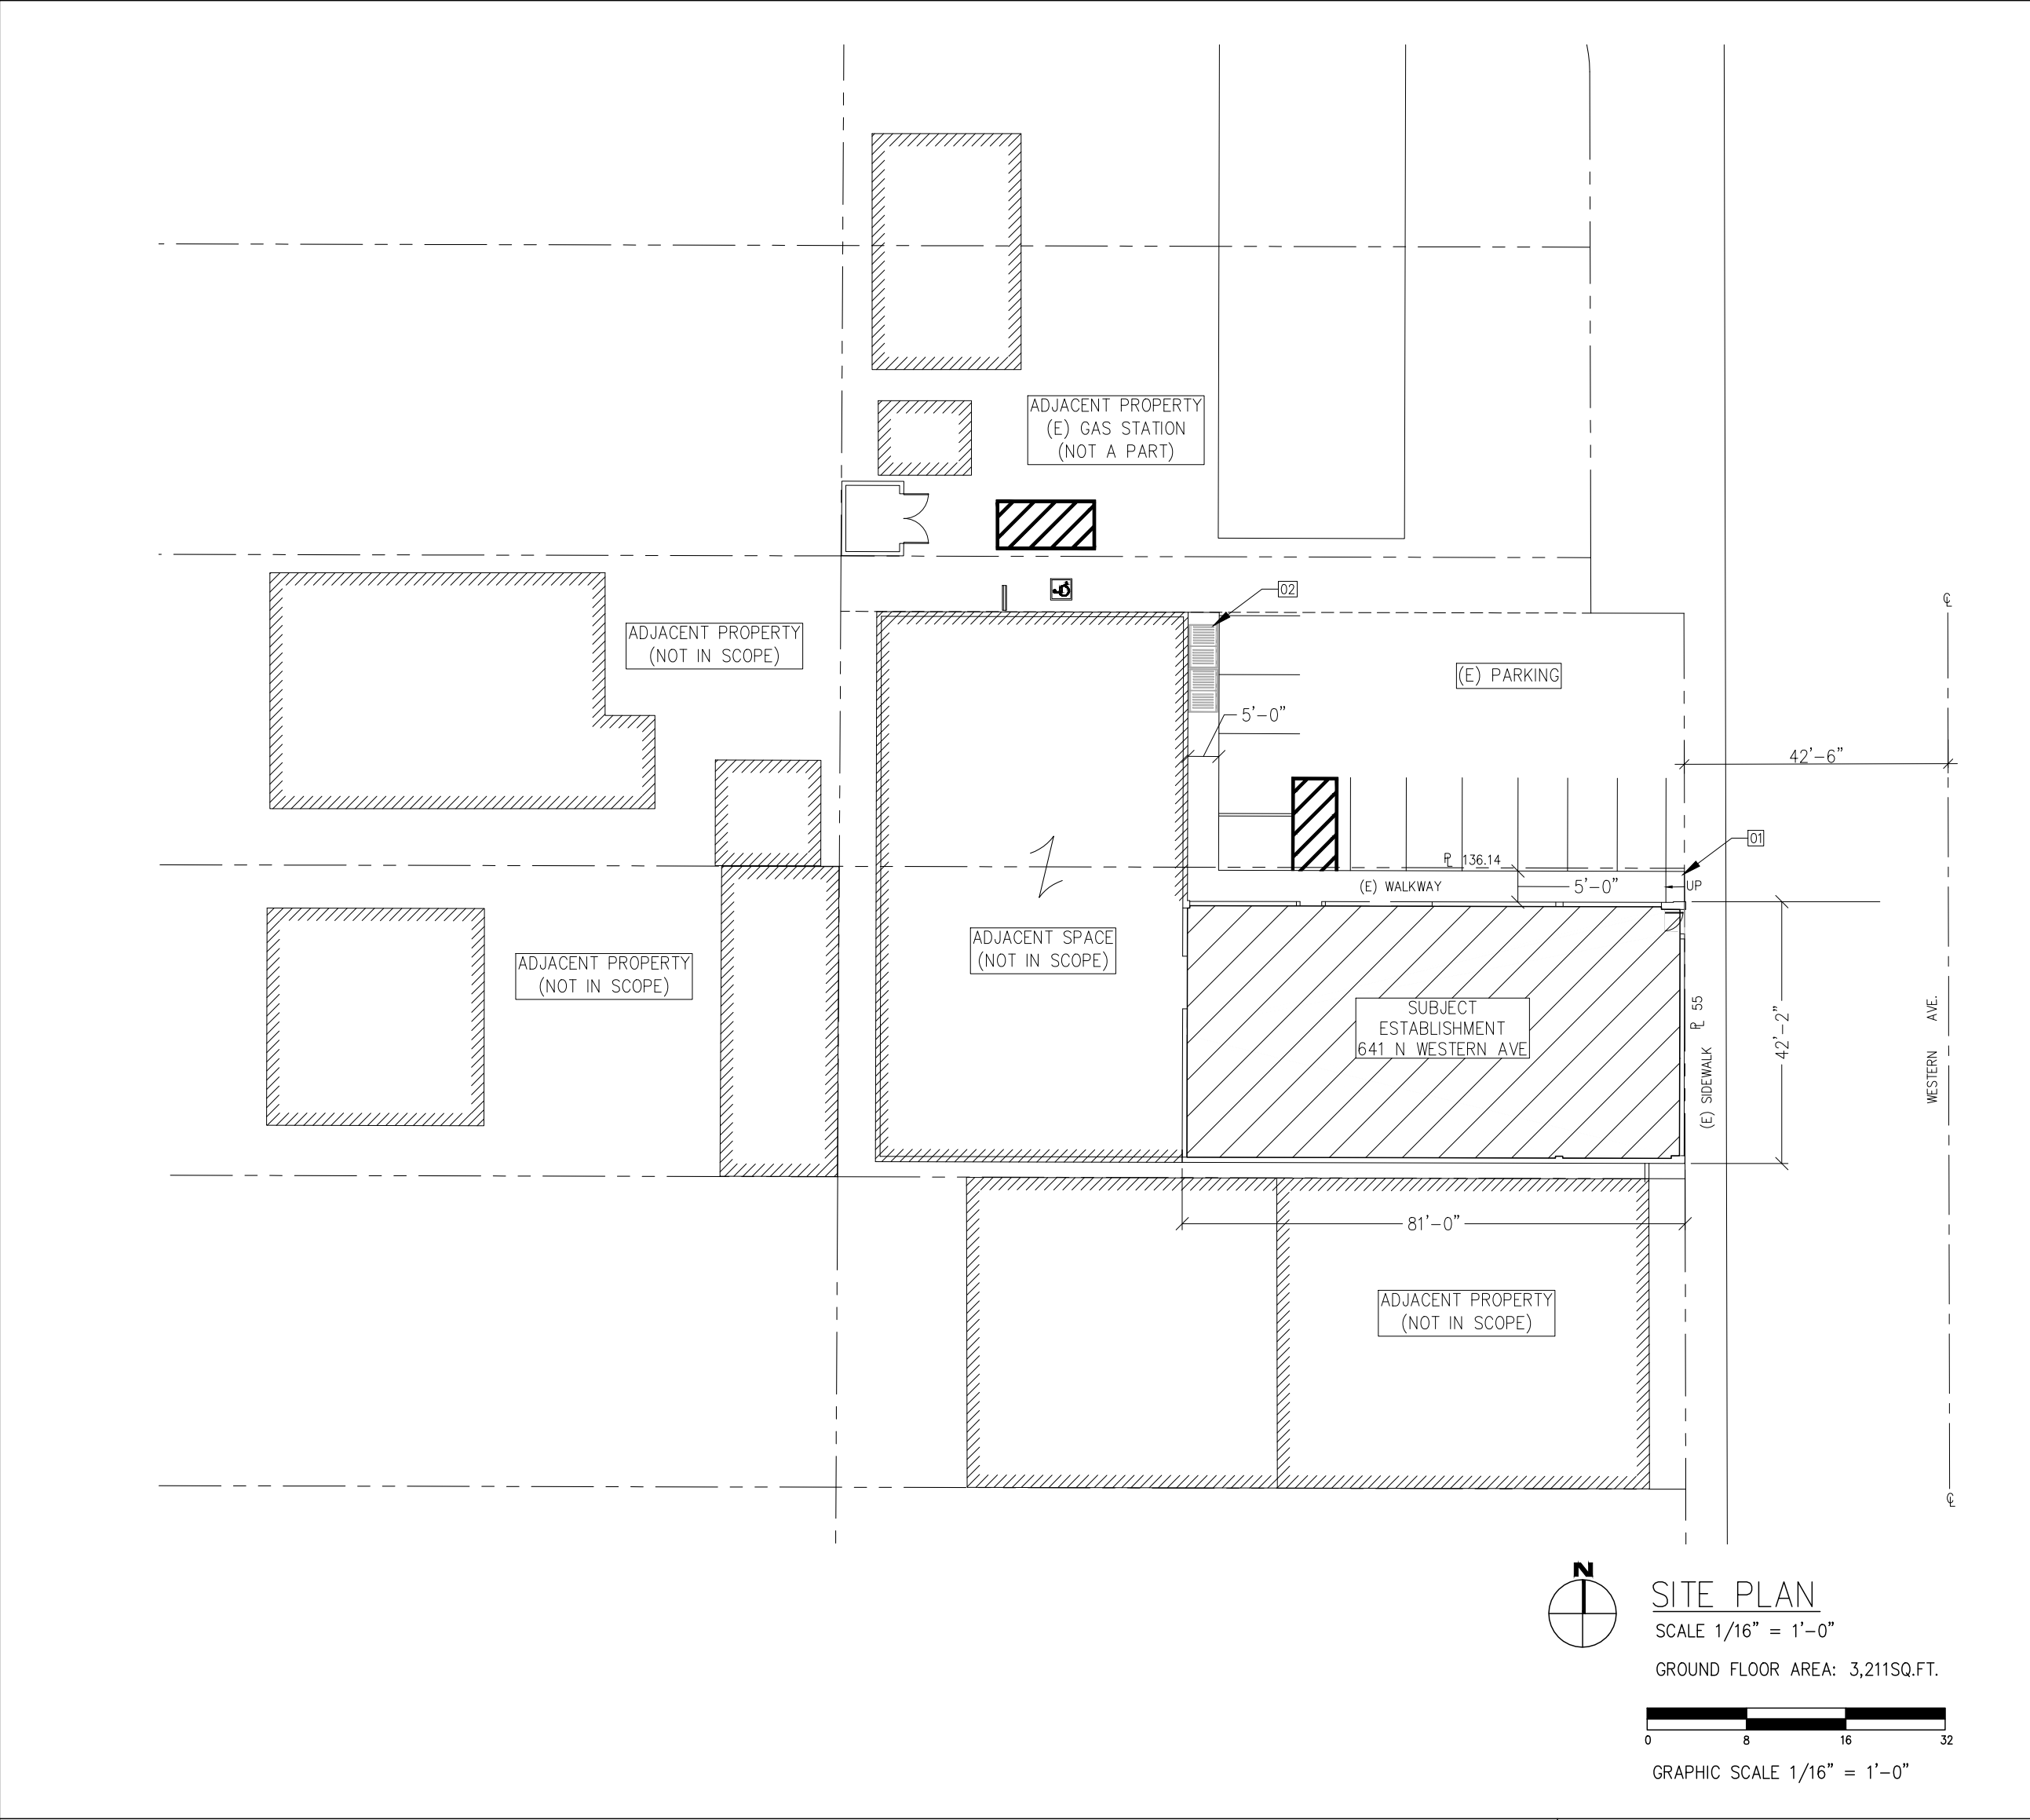 ADJACENT PROPERTY
(E) GAS STATION
(NOT A PART)
02
℄
ADJACENT PROPERTY
(NOT IN SCOPE)
(E) PARKING
5'-0"
42'-6"
01
℄ 136.14
(E) WALKWAY
5'-0"
UP
ADJACENT SPACE
(NOT IN SCOPE)
ADJACENT PROPERTY
(NOT IN SCOPE)
SUBJECT
ESTABLISHMENT
641 N WESTERN AVE
PL 55
(E) SIDEWALK
42'-2"
WESTERN AVE.
81'-0"
ADJACENT PROPERTY
(NOT IN SCOPE)
℄
N
SITE PLAN
SCALE 1/16" = 1'-0"
GROUND FLOOR AREA: 3,211SQ.FT.
0 8 16 32
GRAPHIC SCALE 1/16" = 1'-0"